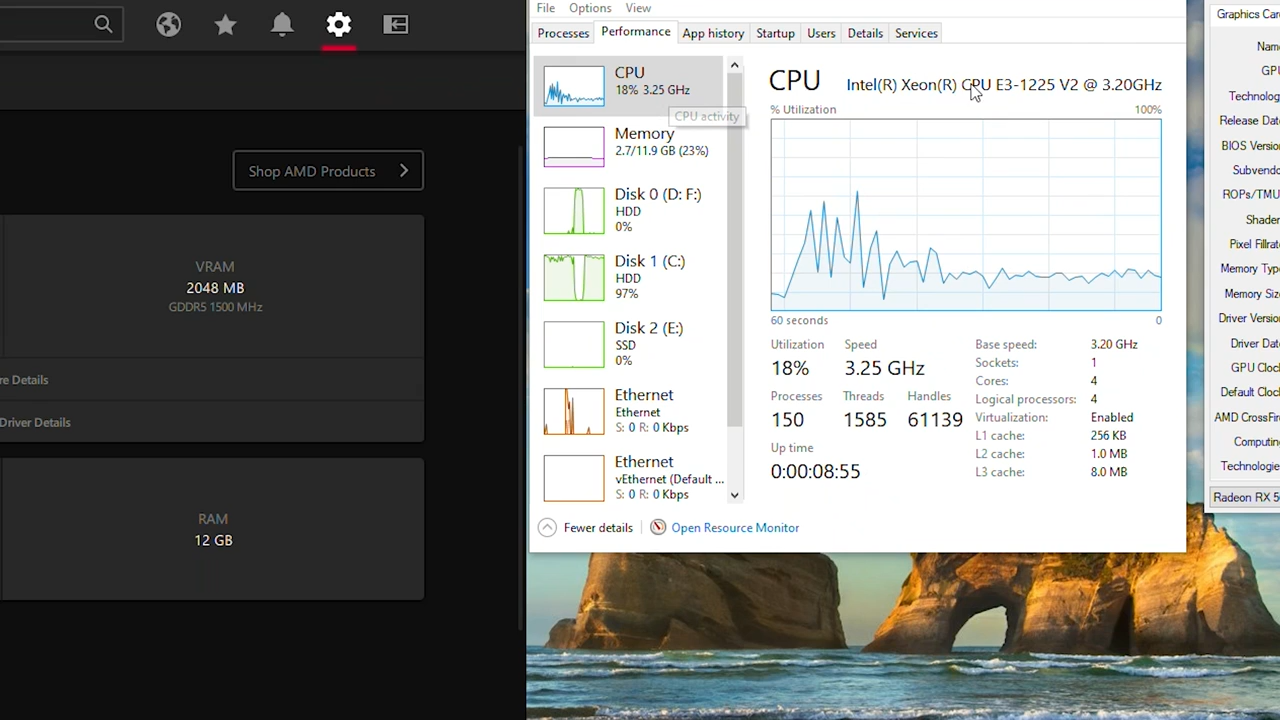 Shop AMD Products
VRAM
2048 MB
GDDR5 1500 MHz
re Details
Driver Details
RAM
12 GB
File Options View
Processes Performance App history Startup Users Details Services
CPU
18% 3.25 GHz
CPU activity
Memory
2.7/11.9 GB (23%)
Disk 0 (D: F:)
HDD
0%
Disk 1 (C:)
HDD
97%
Disk 2 (E:)
SSD
0%
Ethernet
Ethernet
S: 0 R: 0 Kbps
Ethernet
vEthernet (Default ...
S: 0 R: 0 Kbps
CPU Intel(R) Xeon(R) CPU E3-1225 V2 @ 3.20GHz
% Utilization 100%
60 seconds 0
Utilization Speed
18% 3.25 GHz
Processes Threads Handles
150 1585 61139
Up time
0:00:08:55
Base speed: 3.20 GHz
Sockets: 1
Cores: 4
Logical processors: 4
Virtualization: Enabled
L1 cache: 256 KB
L2 cache: 1.0 MB
L3 cache: 8.0 MB
Fewer details Open Resource Monitor
Graphics Car
Nam
GPU
Technolog
Release Dat
BIOS Versio
Subvendo
ROPs/TMU
Shader
Pixel Fillrat
Memory Typ
Memory Siz
Driver Versio
Driver Dat
GPU Cloc
Default Cloc
AMD CrossFir
Computing
Technologie
Radeon RX 5